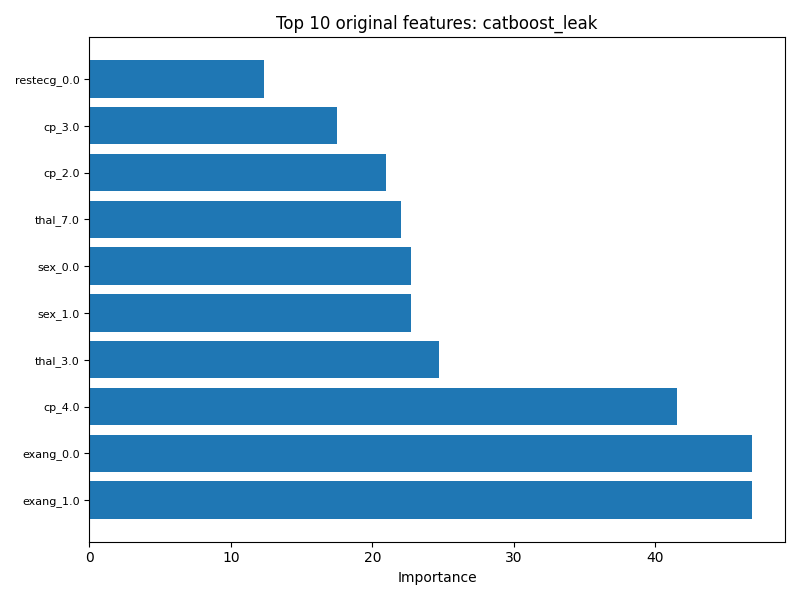 Top 10 original features: catboost_leak
restecg_0.0
cp_3.0
cp_2.0
thal_7.0
sex_0.0
sex_1.0
thal_3.0
cp_4.0
exang_0.0
exang_1.0
0 10 20 30 40
Importance